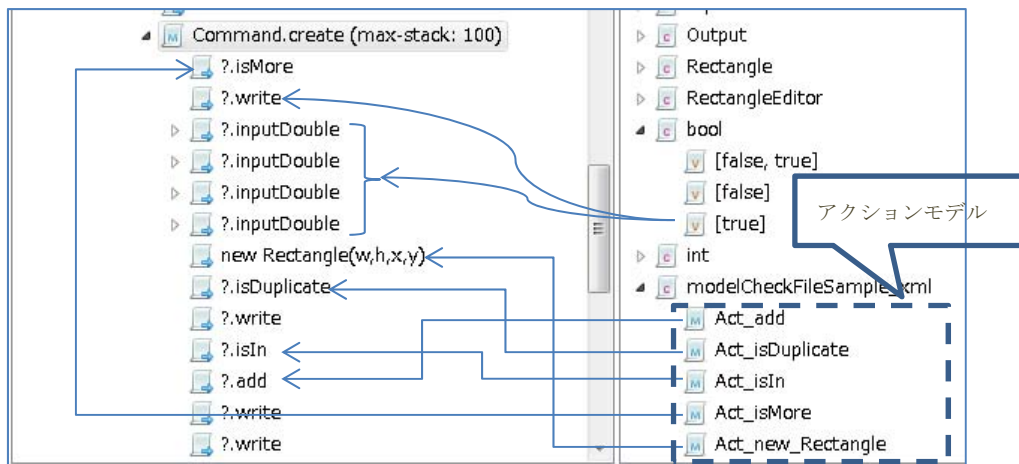 Command.create (max-stack: 100)
?.isMore
?.write
?.inputDouble
?.inputDouble
?.inputDouble
?.inputDouble
new Rectangle(w,h,x,y)
?.isDuplicate
?.write
?.isIn
?.add
?.write
?.write
Output
Rectangle
RectangleEditor
bool
[false, true]
[false]
[true]
int
modelCheckFileSample_xml
Act_add
Act_isDuplicate
Act_isIn
Act_isMore
Act_new_Rectangle
アクションモデル